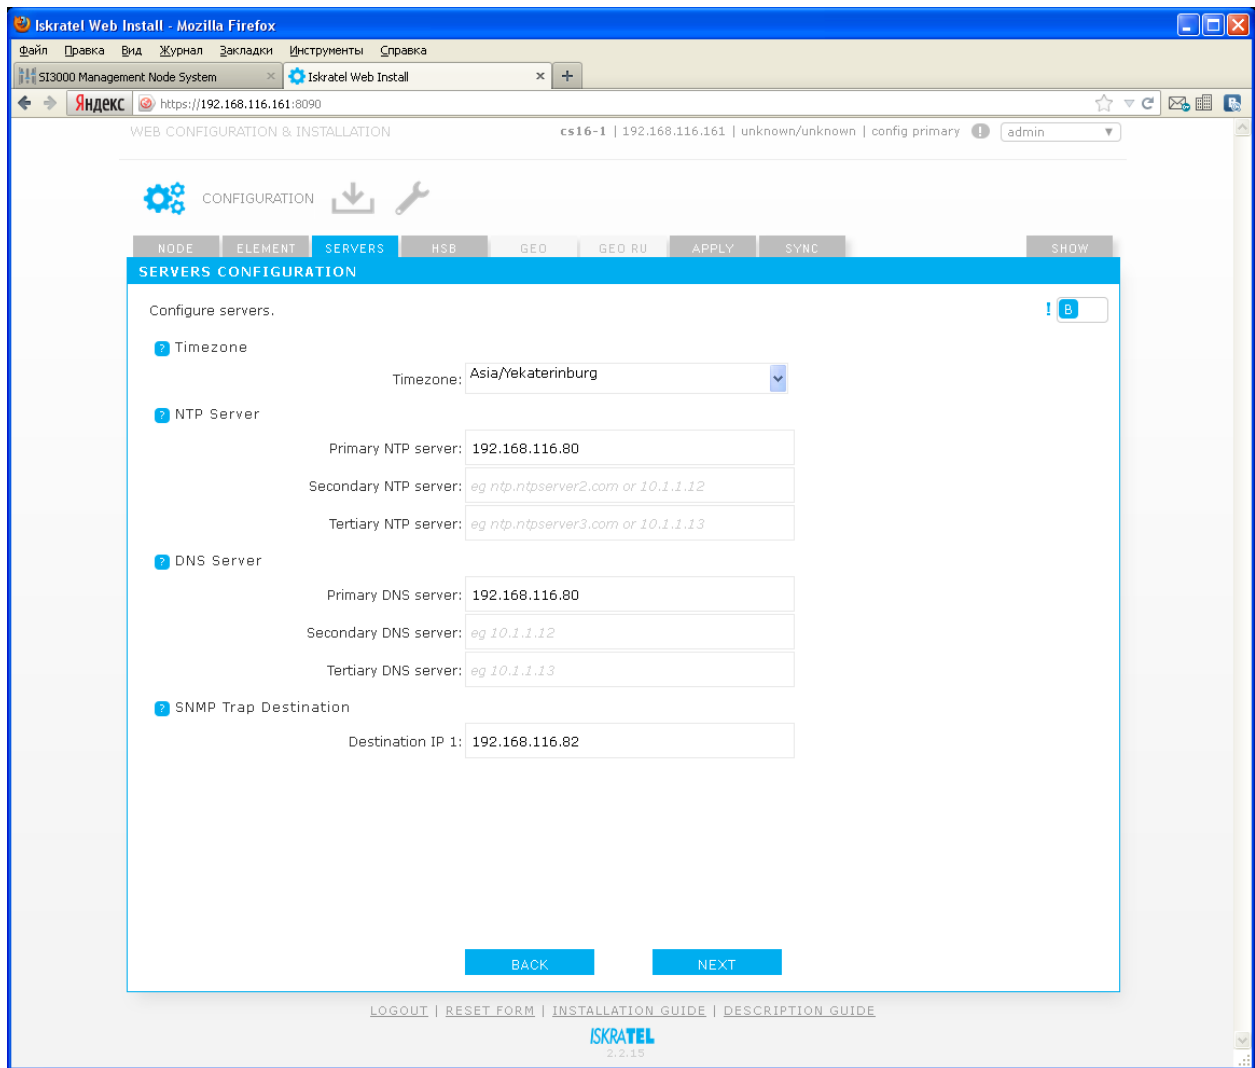 Iskratel Web Install - Mozilla Firefox
Файл Правка Вид Журнал Закладки Инструменты Справка
SI3000 Management Node System × Iskratel Web Install × +
Яндекс https://192.168.116.161:8090
WEB CONFIGURATION & INSTALLATION cs16-1 | 192.168.116.161 | unknown/unknown | config primary ! admin
CONFIGURATION
NODE ELEMENT SERVERS HSB GEO GEO RU APPLY SYNC SHOW
SERVERS CONFIGURATION
Configure servers. ! B
? Timezone
Timezone: Asia/Yekaterinburg
? NTP Server
Primary NTP server: 192.168.116.80
Secondary NTP server: eg ntp.ntpserver2.com or 10.1.1.12
Tertiary NTP server: eg ntp.ntpserver3.com or 10.1.1.13
? DNS Server
Primary DNS server: 192.168.116.80
Secondary DNS server: eg 10.1.1.12
Tertiary DNS server: eg 10.1.1.13
? SNMP Trap Destination
Destination IP 1: 192.168.116.82
BACK NEXT
LOGOUT | RESET FORM | INSTALLATION GUIDE | DESCRIPTION GUIDE
ISKRATEL
2.2.15